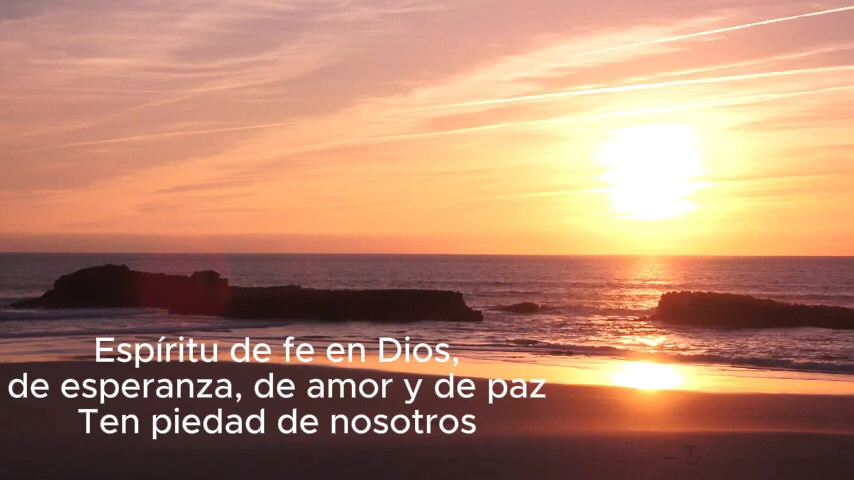 Espíritu de fe en Dios,
de esperanza, de amor y de paz
Ten piedad de nosotros